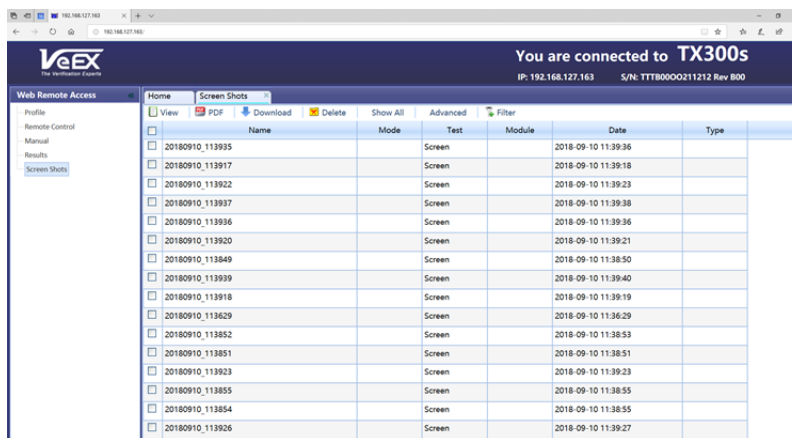 192.168.127.163
192.168.127.163/
VeEX
The Verification Experts
You are connected to TX300s
IP: 192.168.127.163 S/N: TTTB00OO211212 Rev B00
Web Remote Access
Profile
Remote Control
Manual
Results
Screen Shots
Home Screen Shots
View PDF Download Delete Show All Advanced Filter
Name Mode Test Module Date Type
20180910_113935 Screen 2018-09-10 11:39:36
20180910_113917 Screen 2018-09-10 11:39:18
20180910_113922 Screen 2018-09-10 11:39:23
20180910_113937 Screen 2018-09-10 11:39:38
20180910_113936 Screen 2018-09-10 11:39:36
20180910_113920 Screen 2018-09-10 11:39:21
20180910_113849 Screen 2018-09-10 11:38:50
20180910_113939 Screen 2018-09-10 11:39:40
20180910_113918 Screen 2018-09-10 11:39:19
20180910_113629 Screen 2018-09-10 11:36:29
20180910_113852 Screen 2018-09-10 11:38:53
20180910_113851 Screen 2018-09-10 11:38:51
20180910_113923 Screen 2018-09-10 11:39:23
20180910_113855 Screen 2018-09-10 11:38:55
20180910_113854 Screen 2018-09-10 11:38:55
20180910_113926 Screen 2018-09-10 11:39:27